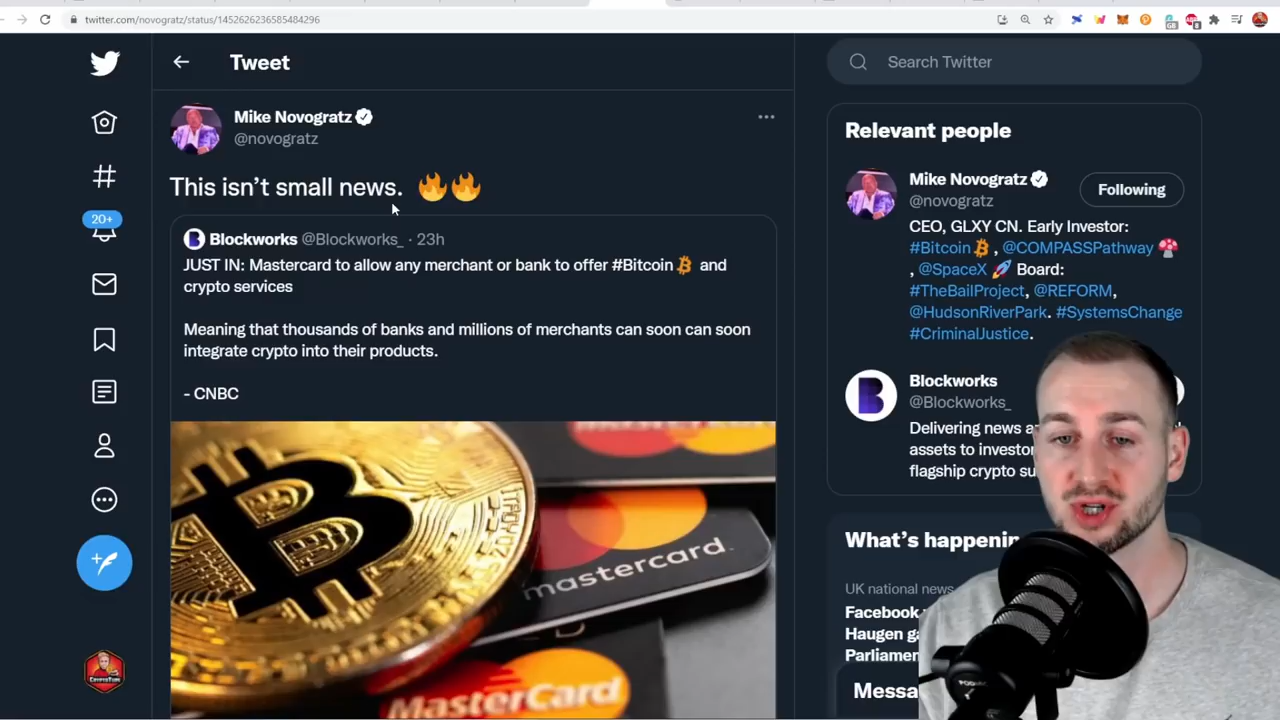 twitter.com/novogratz/status/1452626236585484296
Tweet
Search Twitter
Mike Novogratz
@novogratz
This isn't small news. 🔥🔥
Blockworks @Blockworks_ · 23h
JUST IN: Mastercard to allow any merchant or bank to offer #Bitcoin and
crypto services
Meaning that thousands of banks and millions of merchants can soon can soon
integrate crypto into their products.
- CNBC
mastercard
MasterCard
20+
Relevant people
Mike Novogratz
@novogratz
Following
CEO, GLXY CN. Early Investor:
#Bitcoin, @COMPASSPathway 🍄
, @SpaceX 🚀 Board:
#TheBailProject, @REFORM,
@HudsonRiverPark. #SystemsChange
#CriminalJustice.
Blockworks
@Blockworks_
Delivering news
assets to investor
flagship crypto
What's happenin
UK national news
Facebook
Haugen
Parliamen
Messa